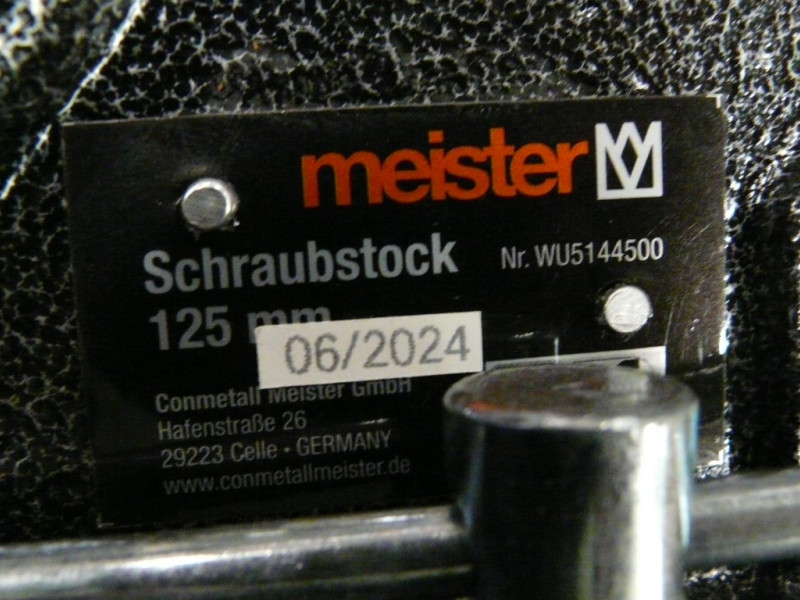 meister
Schraubstock Nr. WU5144500
125 mm
06/2024
Conmetall Meister GmbH
Hafenstraße 26
29223 Celle • GERMANY
www.conmetallmeister.de